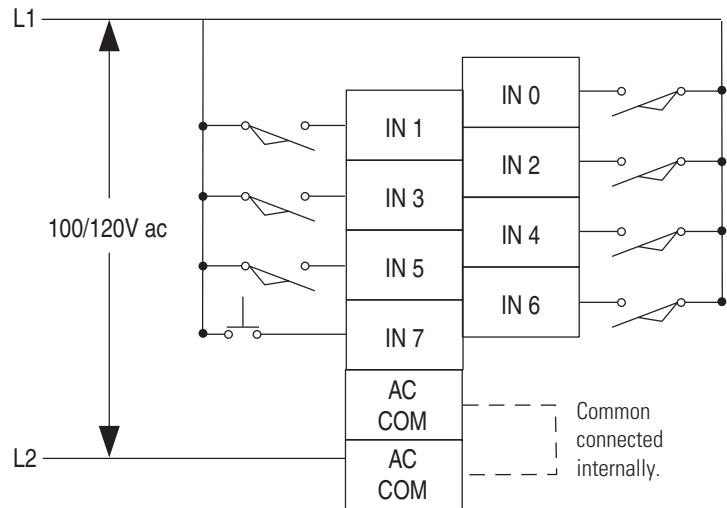 L1
IN 0
IN 1
IN 2
IN 3
IN 4
100/120V ac
IN 5
IN 6
IN 7
AC
COM
Common
connected
internally.
L2
AC
COM